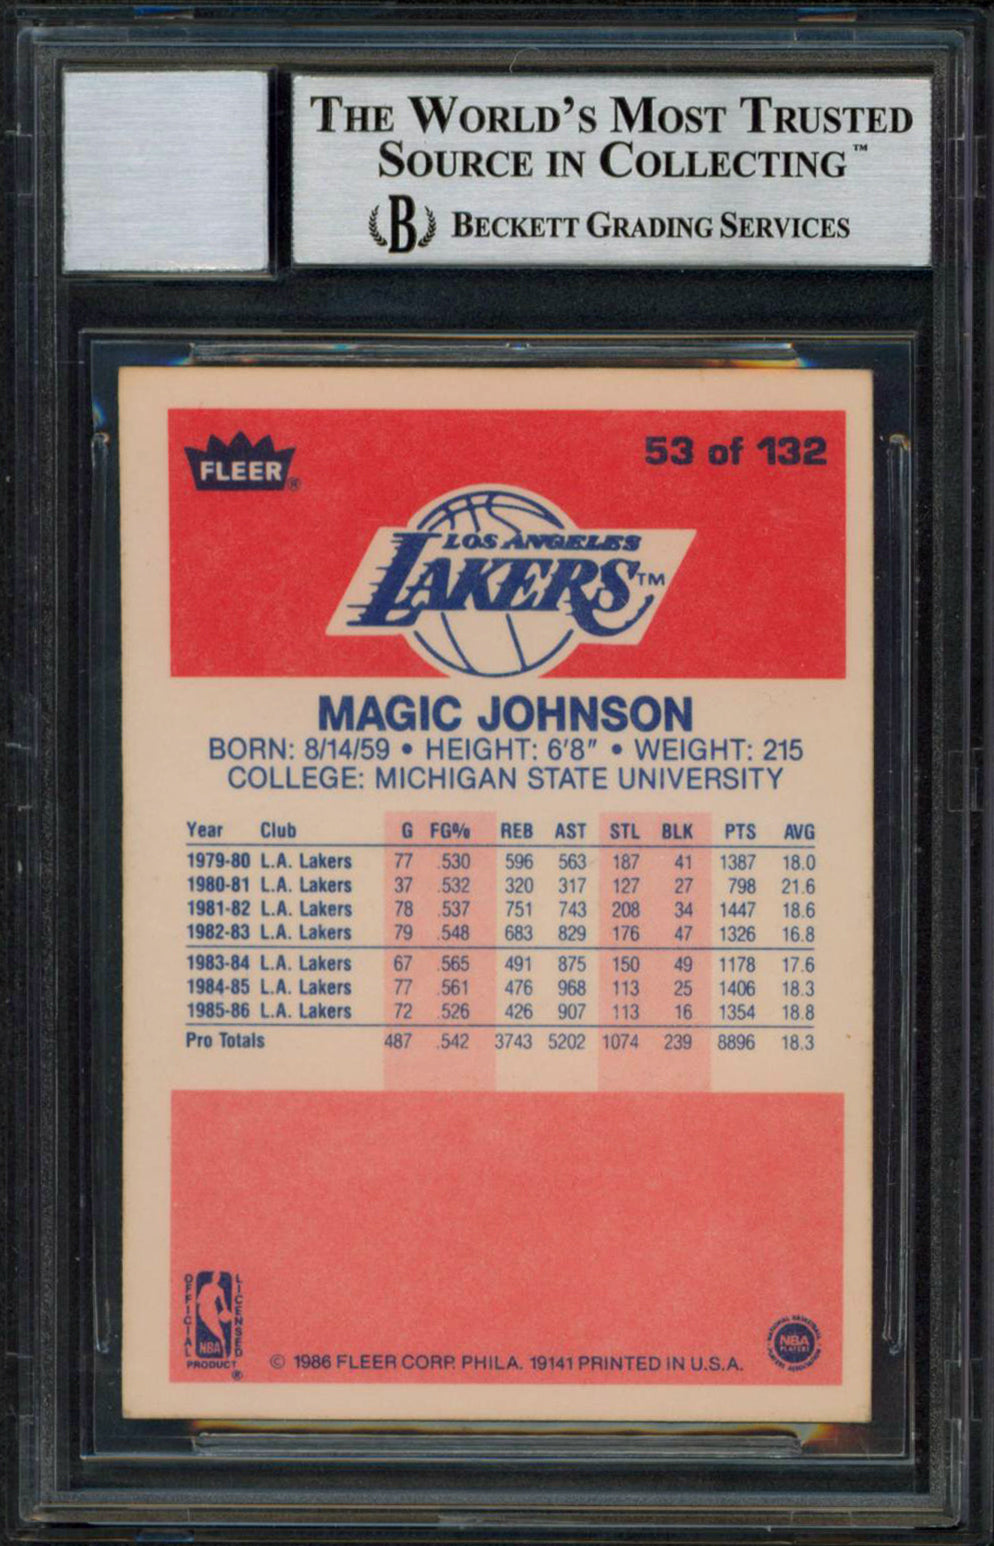 THE WORLD'S MOST TRUSTED
SOURCE IN COLLECTING™
B BECKETT GRADING SERVICES
FLEER® 53 of 132
LOS ANGELES
LAKERS™
MAGIC JOHNSON
BORN: 8/14/59 • HEIGHT: 6'8" • WEIGHT: 215
COLLEGE: MICHIGAN STATE UNIVERSITY
Year Club G FG% REB AST STL BLK PTS AVG
1979-80 L.A. Lakers 77 .530 596 563 187 41 1387 18.0
1980-81 L.A. Lakers 37 .532 320 317 127 27 798 21.6
1981-82 L.A. Lakers 78 .537 751 743 208 34 1447 18.6
1982-83 L.A. Lakers 79 .548 683 829 176 47 1326 16.8
1983-84 L.A. Lakers 67 .565 491 875 150 49 1178 17.6
1984-85 L.A. Lakers 77 .561 476 968 113 25 1406 18.3
1985-86 L.A. Lakers 72 .526 426 907 113 16 1354 18.8
Pro Totals 487 .542 3743 5202 1074 239 8896 18.3
OFFICIAL LICENSED
NBA
PRODUCT ®
© 1986 FLEER CORP. PHILA. 19141 PRINTED IN U.S.A.
NATIONAL BASKETBALL
NBA
PLAYERS
PLAYERS ASSOCIATION